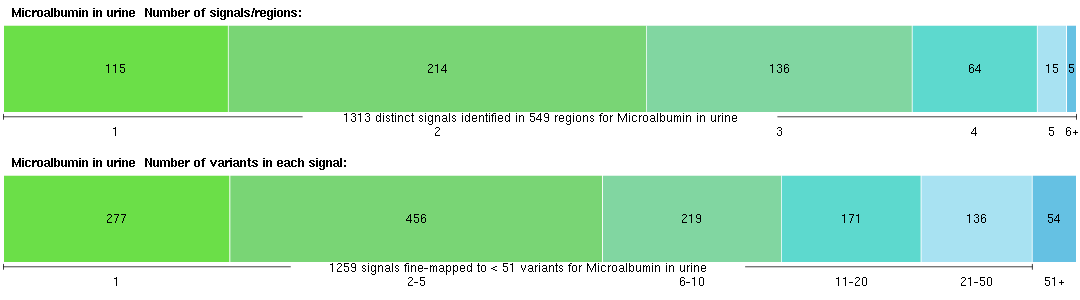 Microalbumin in urine Number of signals/regions:
115 214 136 64 15 5
1313 distinct signals identified in 549 regions for Microalbumin in urine
1 2 3 4 5 6+
Microalbumin in urine Number of variants in each signal:
277 456 219 171 136 54
1259 signals fine-mapped to < 51 variants for Microalbumin in urine
1 2-5 6-10 11-20 21-50 51+